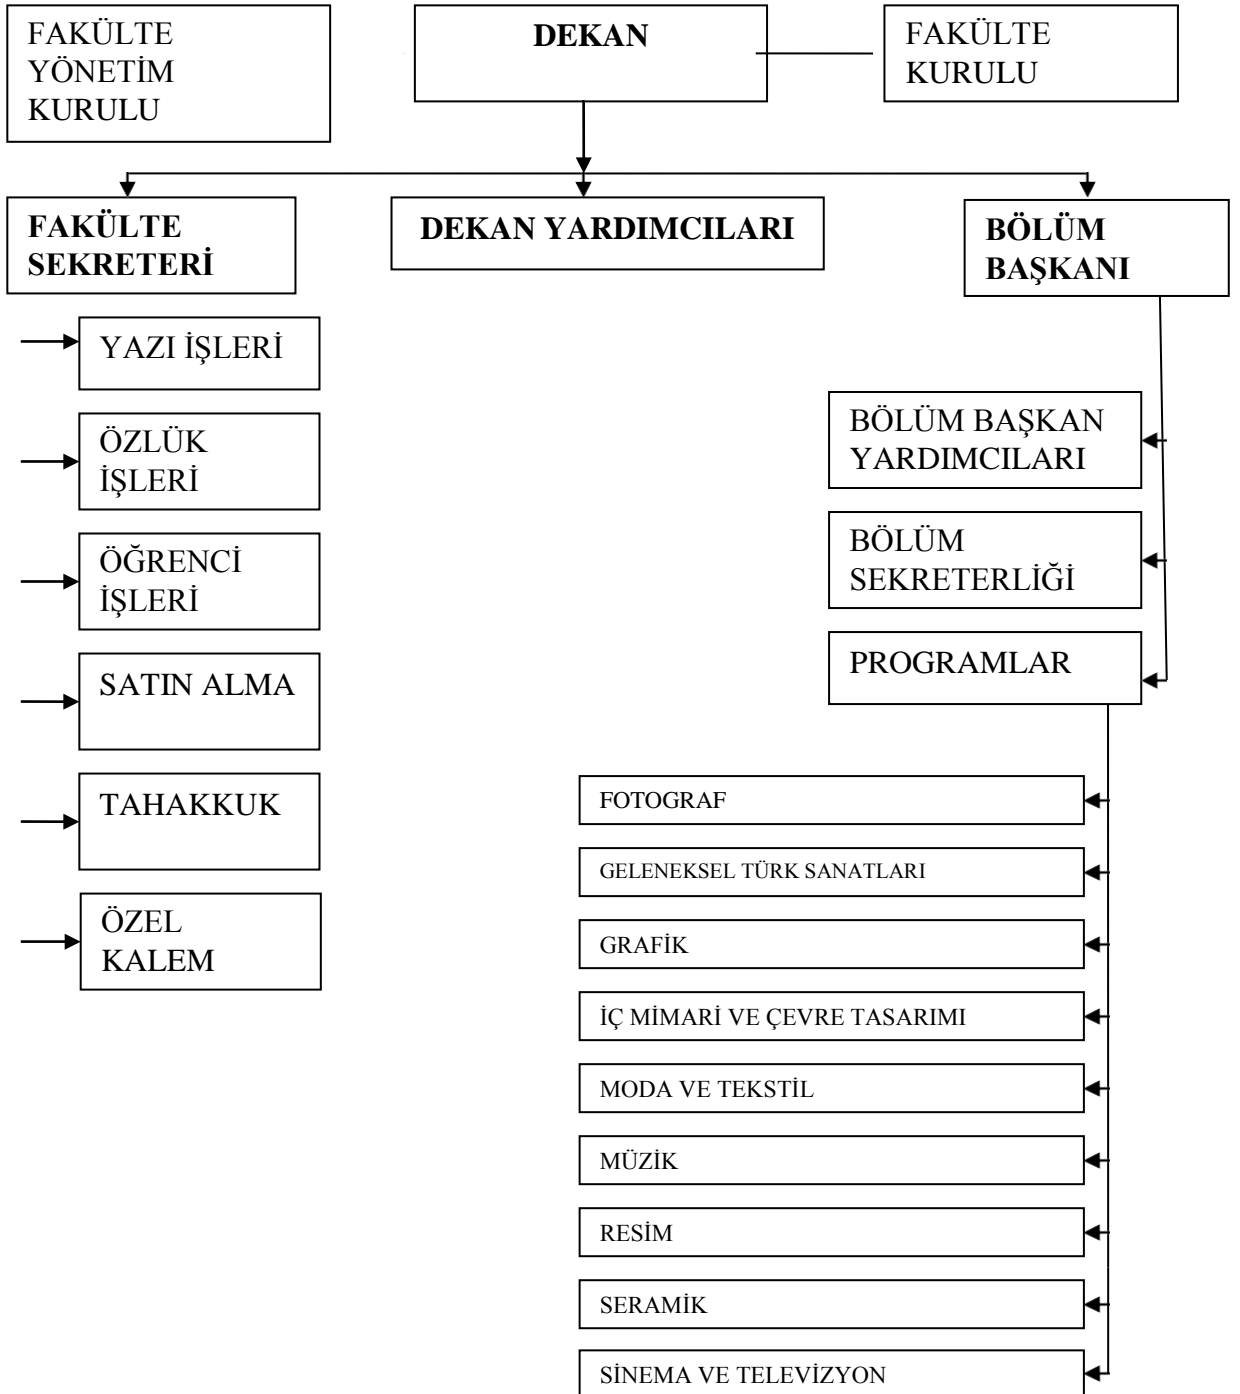 FAKÜLTE
YÖNETİM
KURULU
DEKAN
FAKÜLTE
KURULU
FAKÜLTE
SEKRETERİ
DEKAN YARDIMCILARI
BÖLÜM
BAŞKANI
YAZI İŞLERİ
ÖZLÜK
İŞLERİ
ÖĞRENCİ
İŞLERİ
SATIN ALMA
TAHAKKUK
ÖZEL
KALEM
BÖLÜM BAŞKAN
YARDIMCILARI
BÖLÜM
SEKRETERLİĞİ
PROGRAMLAR
FOTOGRAF
GELENEKSEL TÜRK SANATLARI
GRAFİK
İÇ MİMARİ VE ÇEVRE TASARIMI
MODA VE TEKSTİL
MÜZİK
RESİM
SERAMİK
SİNEMA VE TELEVİZYON